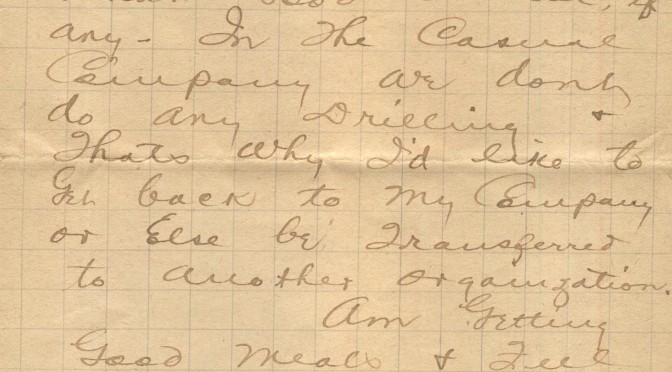 if
any - In The Casual
Company we dont
do any Drilling &
Thats Why I'd like to
Get back to My Company
or Else be Transferred
to another organization.
Am Getting
Good Meals & Feel